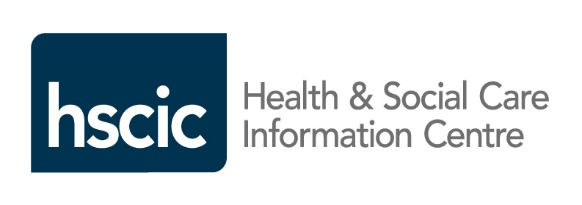 hscic
Health & Social Care
Information Centre